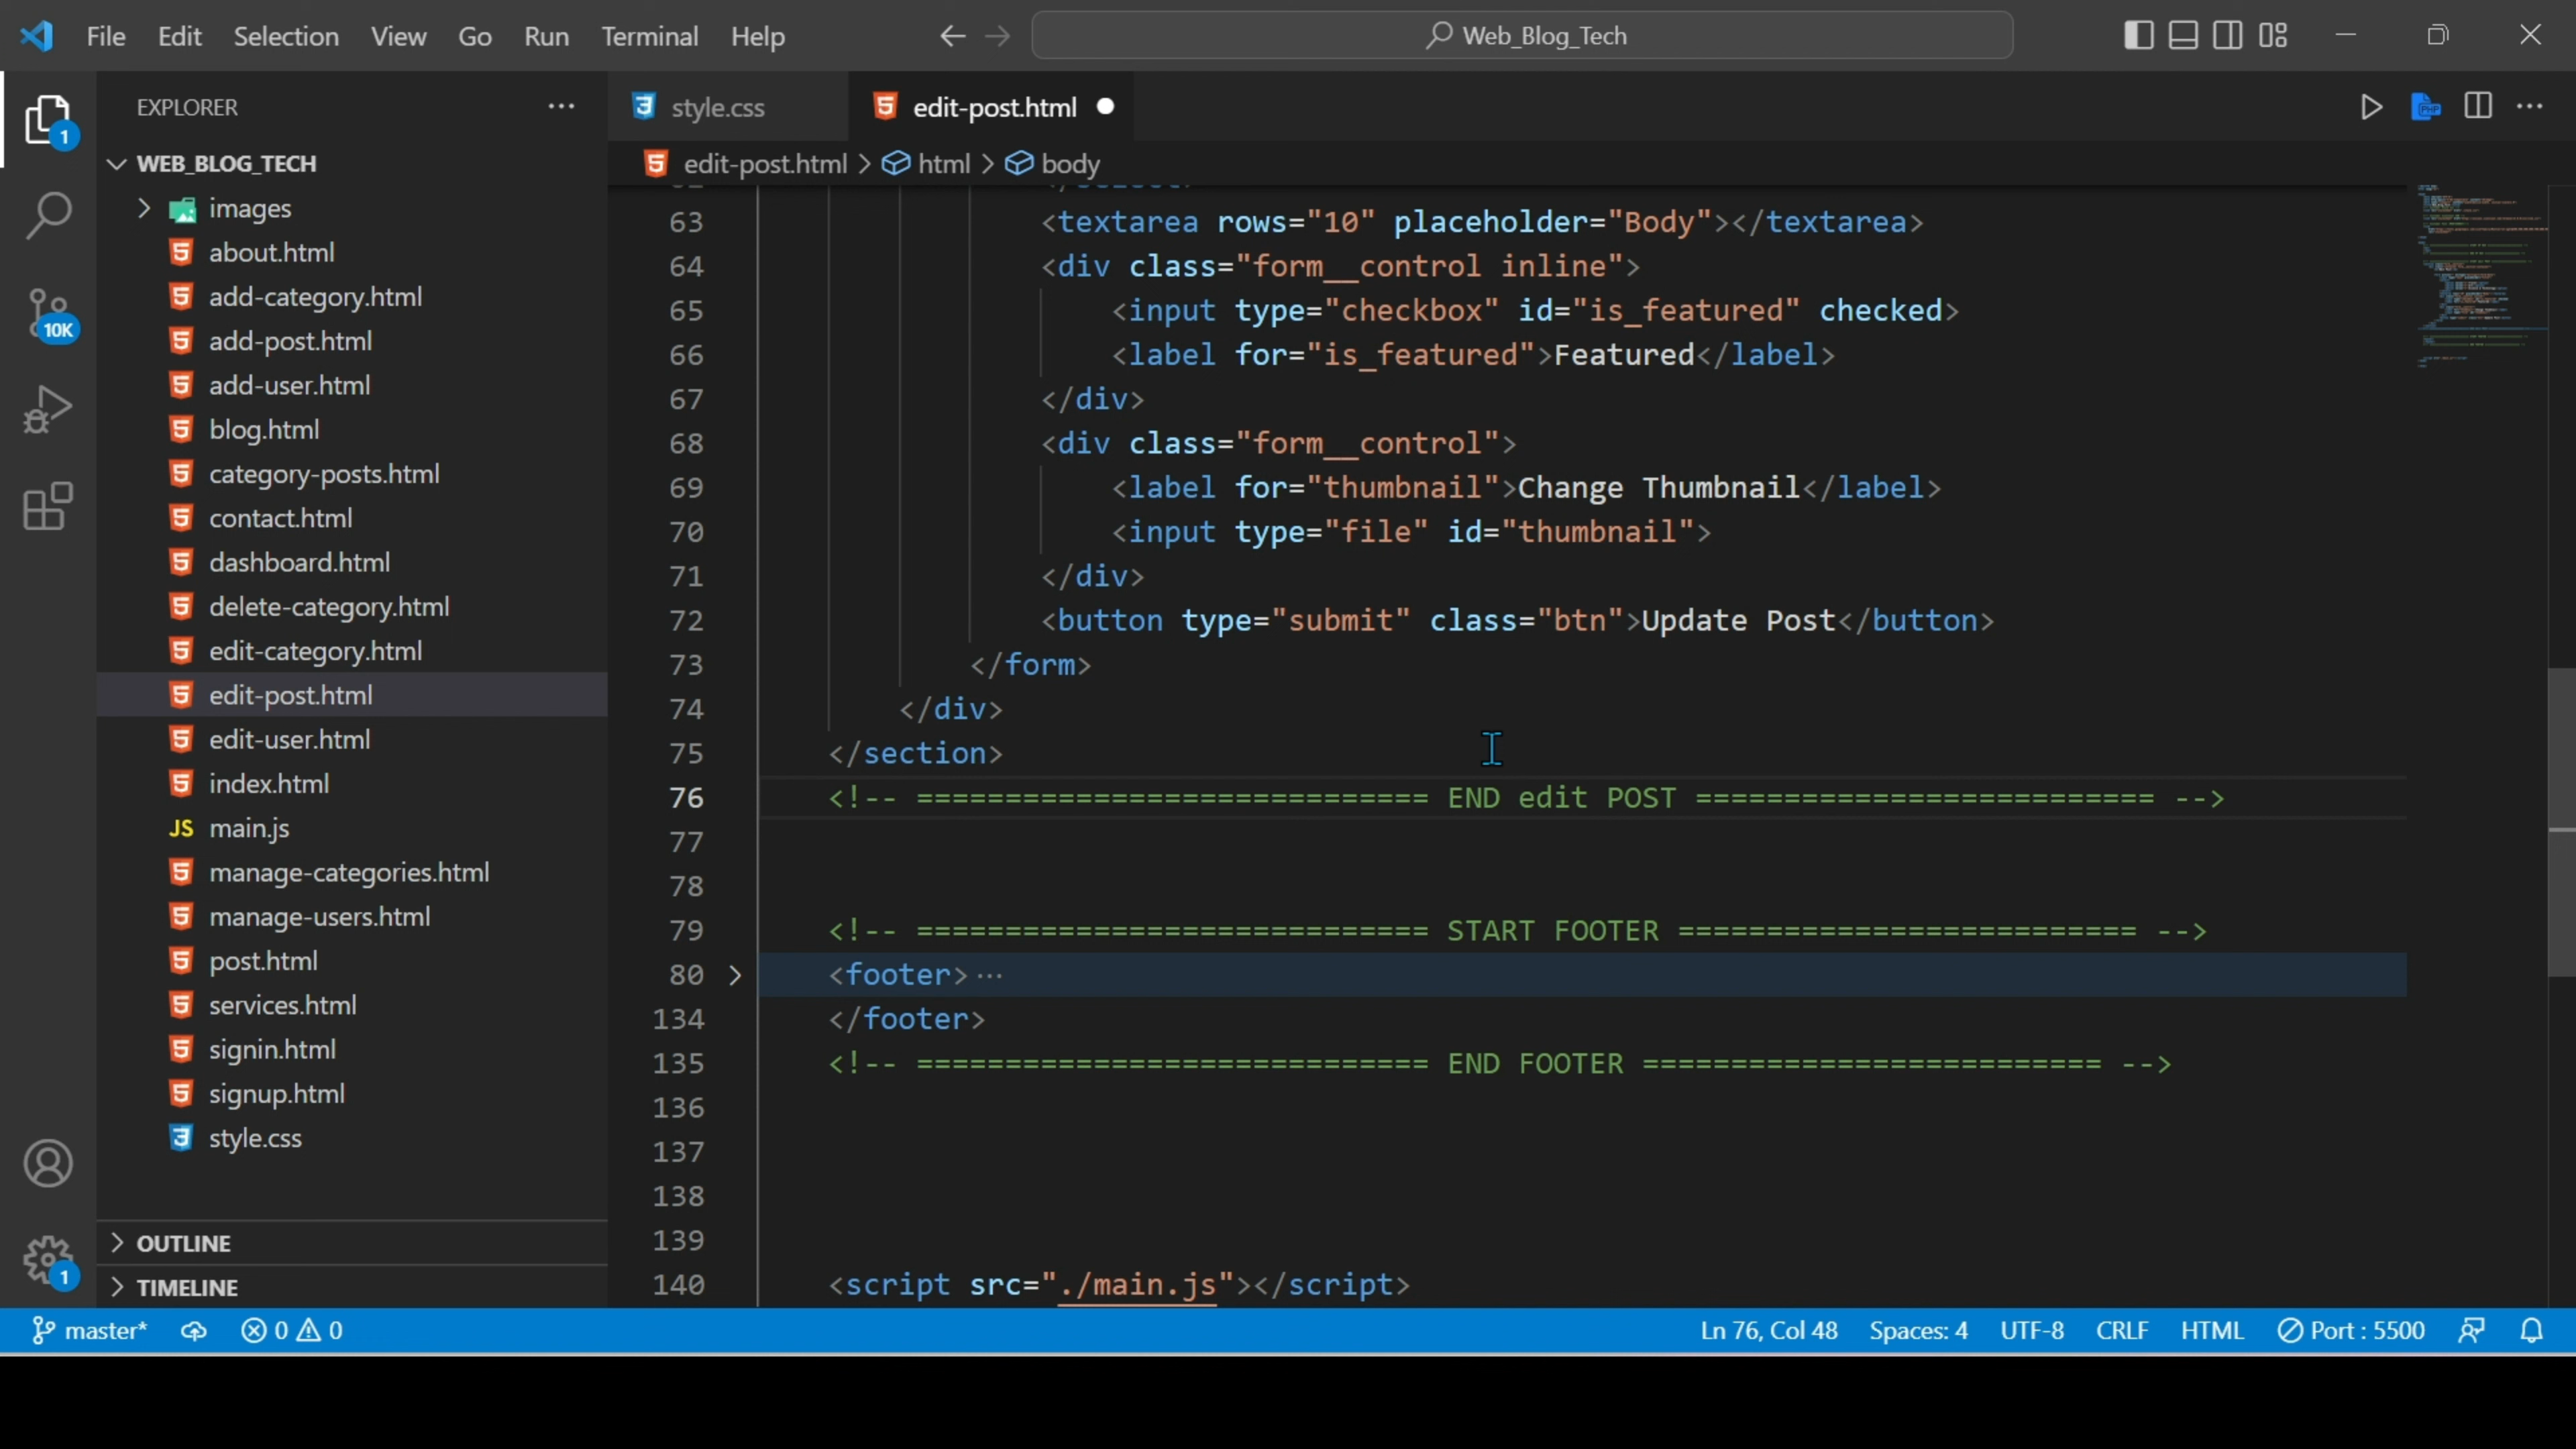 File Edit Selection View Go Run Terminal Help Web_Blog_Tech
EXPLORER
style.css
edit-post.html
edit-post.html > html > body
WEB_BLOG_TECH
images
about.html
add-category.html
add-post.html
add-user.html
blog.html
category-posts.html
contact.html
dashboard.html
delete-category.html
edit-category.html
edit-post.html
edit-user.html
index.html
JS main.js
manage-categories.html
manage-users.html
post.html
services.html
signin.html
signup.html
style.css
OUTLINE
TIMELINE
1
10K
1
63 <textarea rows="10" placeholder="Body"></textarea>
64 <div class="form__control inline">
65 <input type="checkbox" id="is_featured" checked>
66 <label for="is_featured">Featured</label>
67 </div>
68 <div class="form__control">
69 <label for="thumbnail">Change Thumbnail</label>
70 <input type="file" id="thumbnail">
71 </div>
72 <button type="submit" class="btn">Update Post</button>
73 </form>
74 </div>
75 </section>
76 <!-- ============================= END edit POST ========================== -->
77
78
79 <!-- ============================= START FOOTER ========================== -->
80 <footer>···
134 </footer>
135 <!-- ============================= END FOOTER ========================== -->
136
137
138
139
140 <script src="./main.js"></script>
master* 0 0 Ln 76, Col 48 Spaces: 4 UTF-8 CRLF HTML Port : 5500